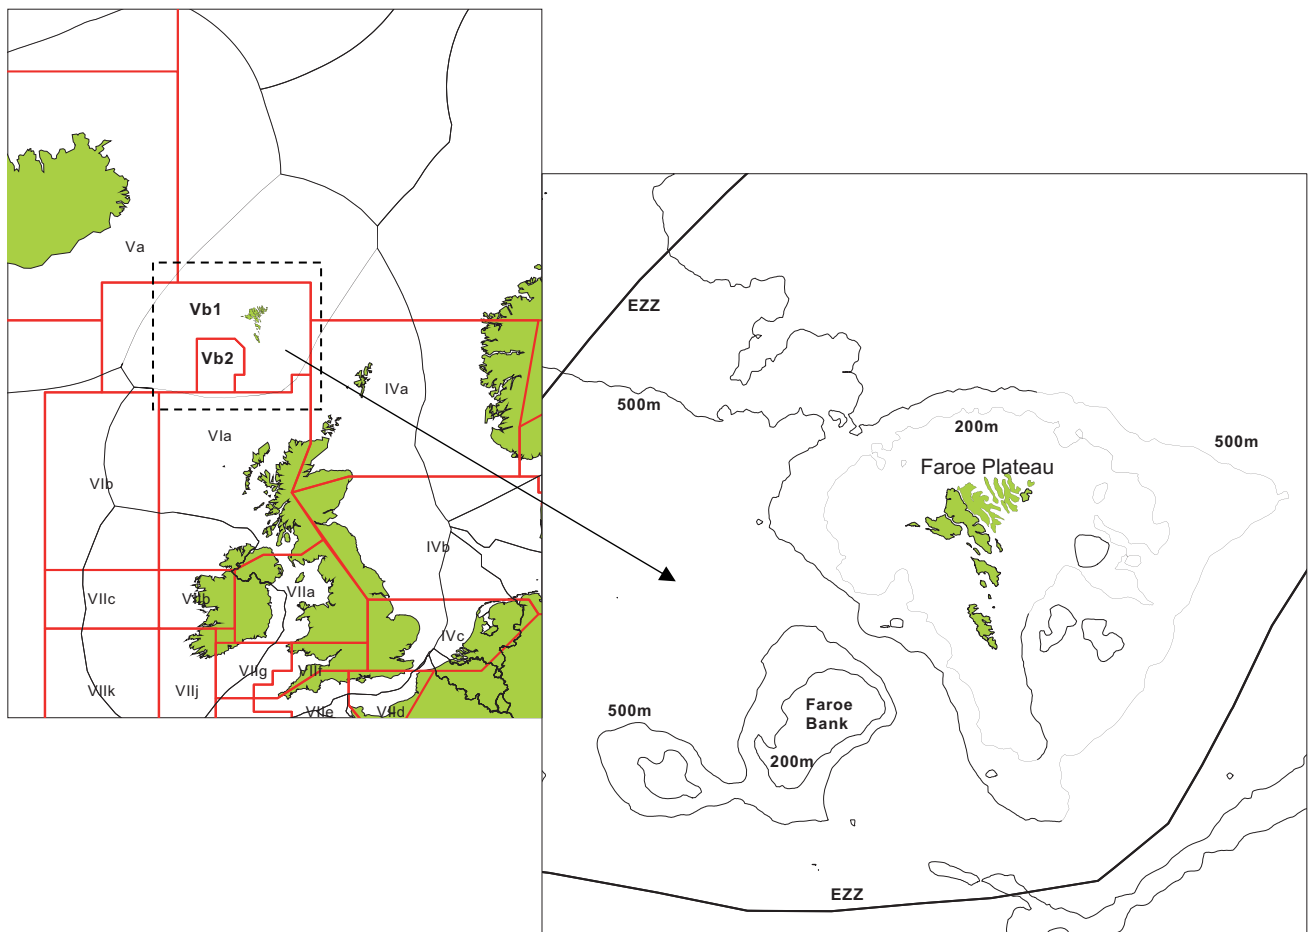 Va
Vb1
Vb2
IVa
VIa
VIb
IVb
VIIc
VIIb
VIIa
IVc
VIIg
VIIf
VIIk
VIIj
VIIe
VIId
EZZ
500m
200m
500m
Faroe Plateau
Faroe
Bank
500m
200m
EZZ